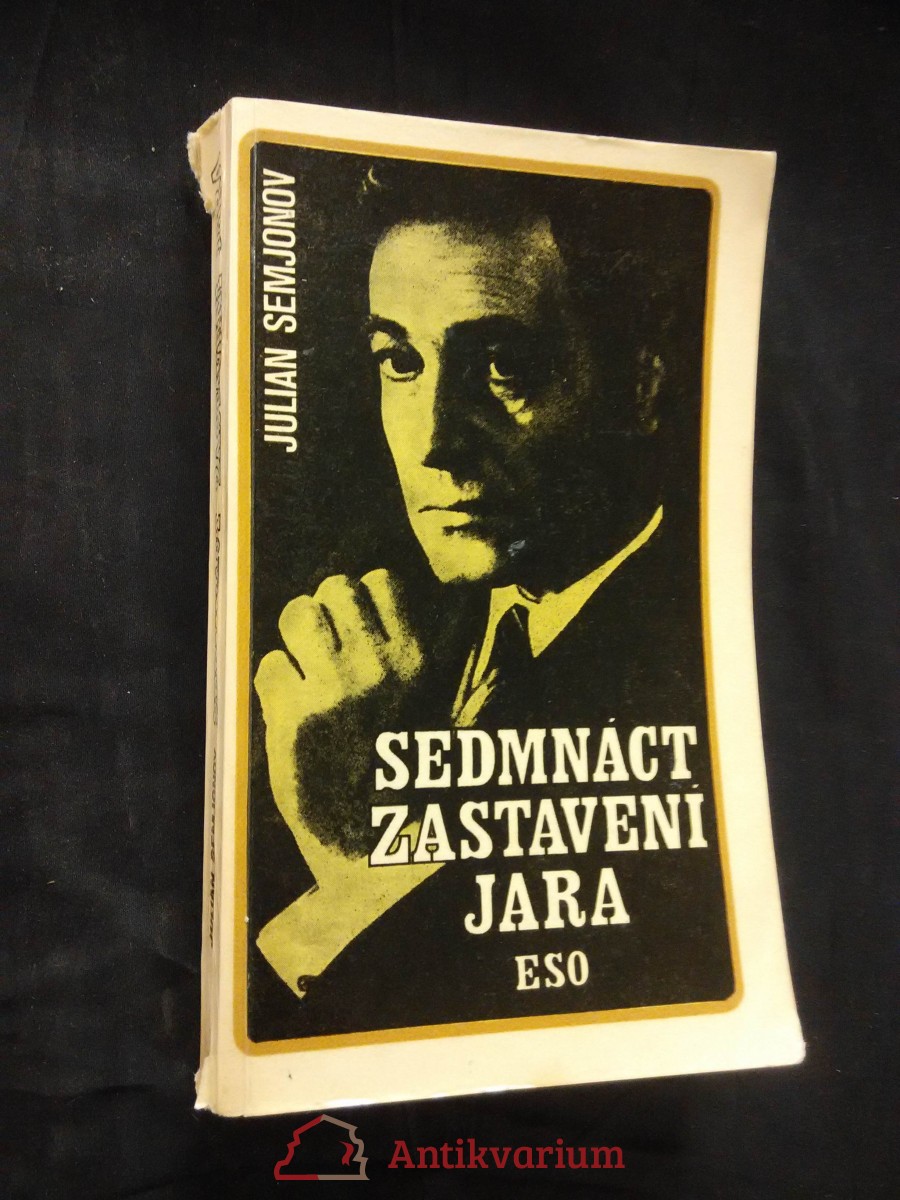 JULIAN SEMJONOV
SEDMNÁCT
ZASTAVENÍ
JARA
ESO
Antikvarium